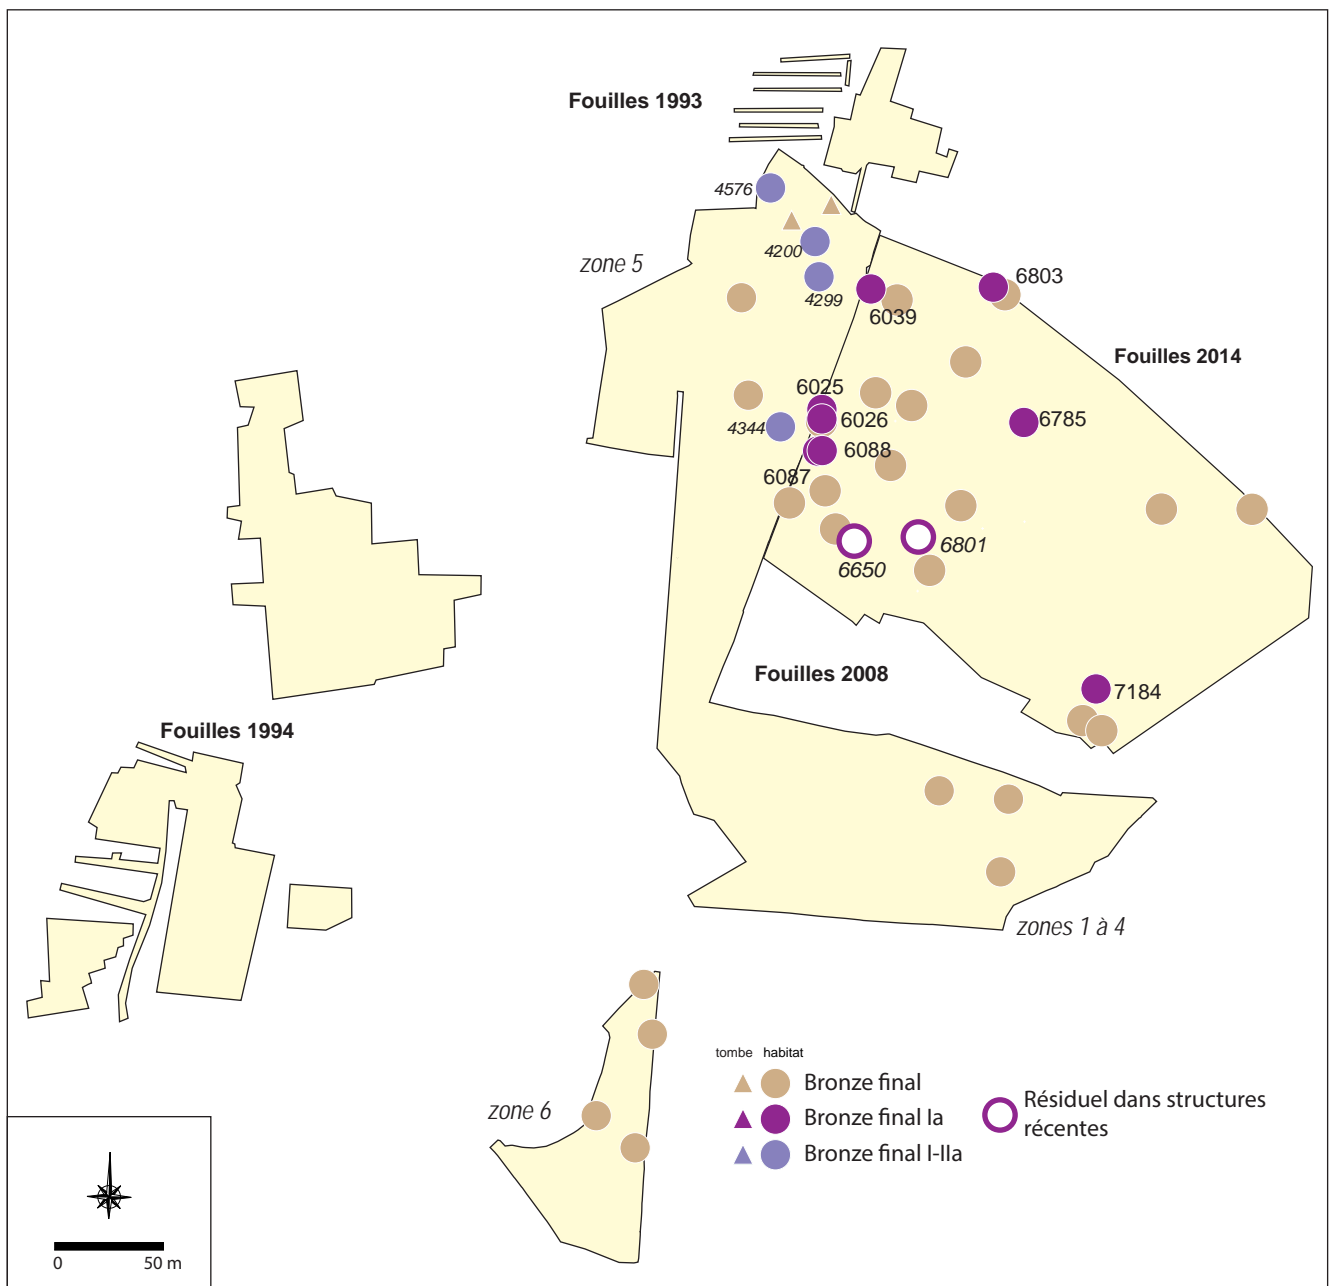 Fouilles 1993
4576
4200
zone 5
4299
6803
6039
Fouilles 2014
6025
6026
6785
4344
6088
6087
6801
6650
Fouilles 2008
7184
Fouilles 1994
zones 1 à 4
zone 6
tombe habitat
Bronze final
Bronze final Ia
Bronze final I-IIa
Résiduel dans structures
récentes
0 50 m